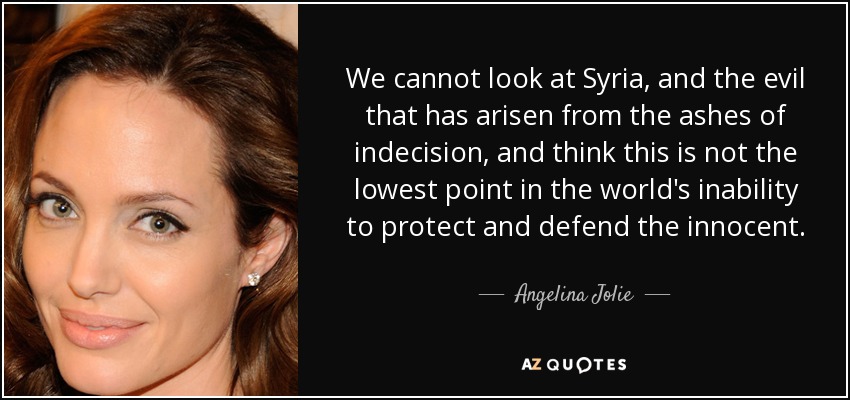 We cannot look at Syria, and the evil
that has arisen from the ashes of
indecision, and think this is not the
lowest point in the world's inability
to protect and defend the innocent.
Angelina Jolie
AZ QUOTES